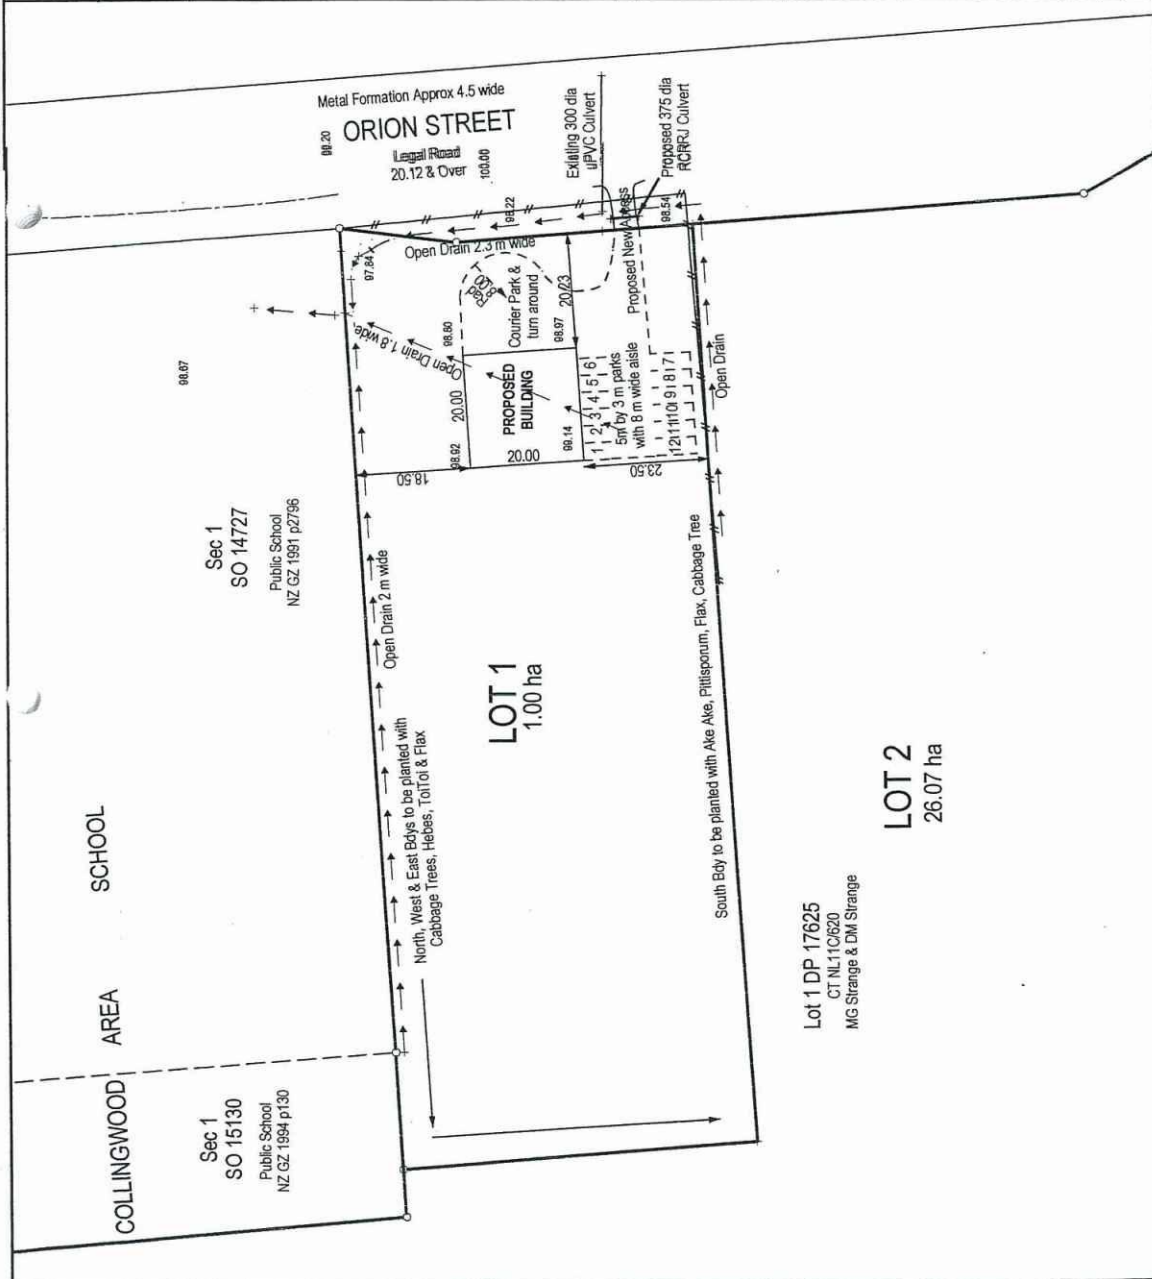 Metal Formation Approx 4.5 wide
ORION STREET
Legal Road
20.12 & Over
99.20
100.00
Existing 300 dia
uPVC Culvert
Proposed 375 dia
RCRRJ Culvert
98.22
98.54
Open Drain 2.3 m wide
Proposed New Access
97.84
Rad
8.00
Courier Park &
turn around
20.23
Open Drain 1.8 wide,
98.80
98.97
PROPOSED
BUILDING
20.00
20.00
98.92
99.14
1 2 3 4 5 6
5m by 3 m parks
with 8 m wide aisle
12 11 10 9 8 7
Open Drain
18.50
23.50
98.67
Sec 1
SO 14727
Public School
NZ GZ 1991 p2796
Open Drain 2 m wide
LOT 1
1.00 ha
North, West & East Bdys to be planted with
Cabbage Trees, Hebes, ToiToi & Flax
South Bdy to be planted with Ake Ake, Pittisporum, Flax, Cabbage Tree
COLLINGWOOD AREA SCHOOL
Sec 1
SO 15130
Public School
NZ GZ 1994 p130
LOT 2
26.07 ha
Lot 1 DP 17625
CT NL11C/620
MG Strange & DM Strange